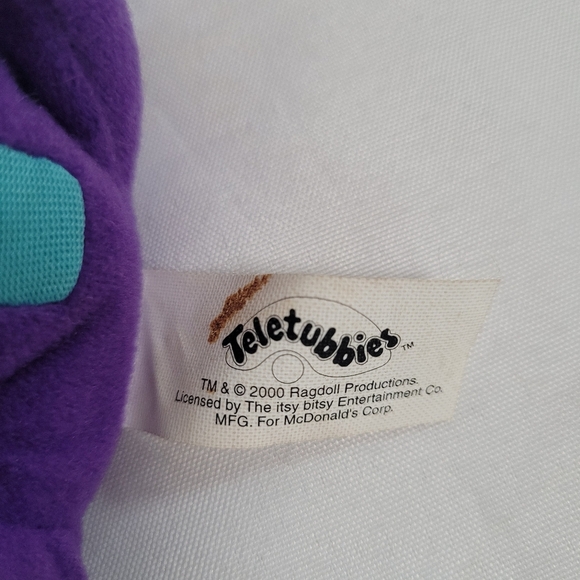 Teletubbies™
TM & © 2000 Ragdoll Productions.
Licensed by The itsy bitsy Entertainment Co.
MFG. For McDonald's Corp.